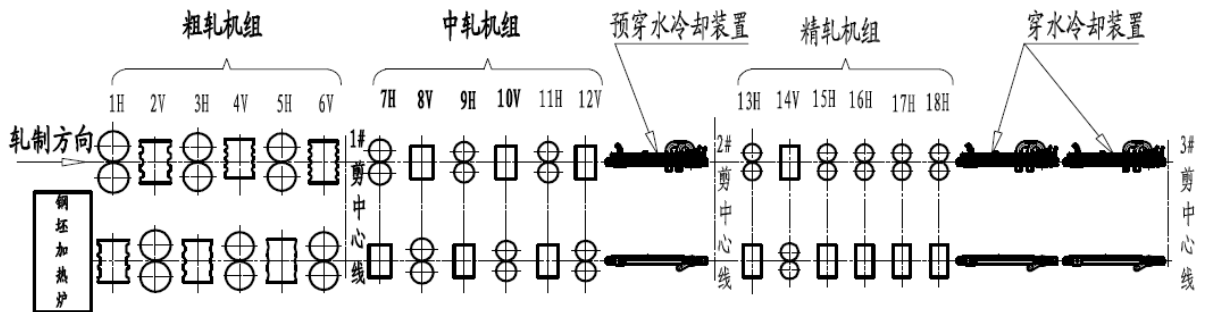 粗轧机组 中轧机组 预穿水冷却装置 精轧机组 穿水冷却装置
1H 2V 3H 4V 5H 6V 7H 8V 9H 10V 11H 12V 13H 14V 15H 16H 17H 18H
轧制方向
钢坯加热炉
1#剪中心线
2#剪中心线
3#剪中心线